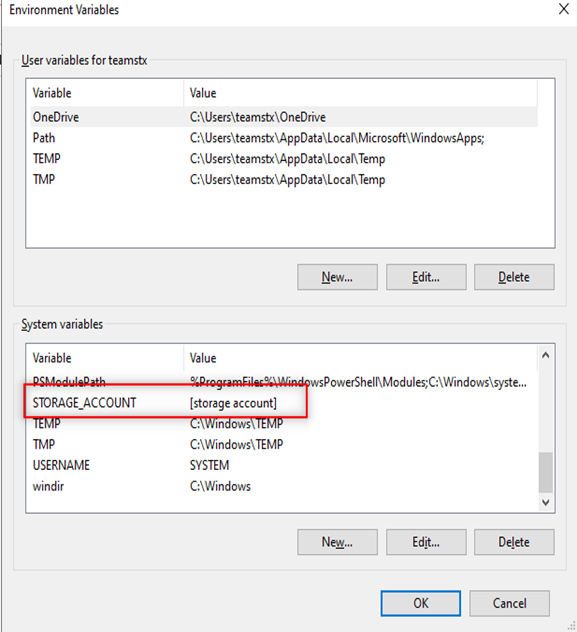 Environment Variables
User variables for teamstx
Variable Value
OneDrive C:\Users\teamstx\OneDrive
Path C:\Users\teamstx\AppData\Local\Microsoft\WindowsApps;
TEMP C:\Users\teamstx\AppData\Local\Temp
TMP C:\Users\teamstx\AppData\Local\Temp
New... Edit... Delete
System variables
Variable Value
PSModulePath %ProgramFiles%\WindowsPowerShell\Modules;C:\Windows\syste...
STORAGE_ACCOUNT [storage account]
TEMP C:\Windows\TEMP
TMP C:\Windows\TEMP
USERNAME SYSTEM
windir C:\Windows
New... Edit... Delete
OK Cancel